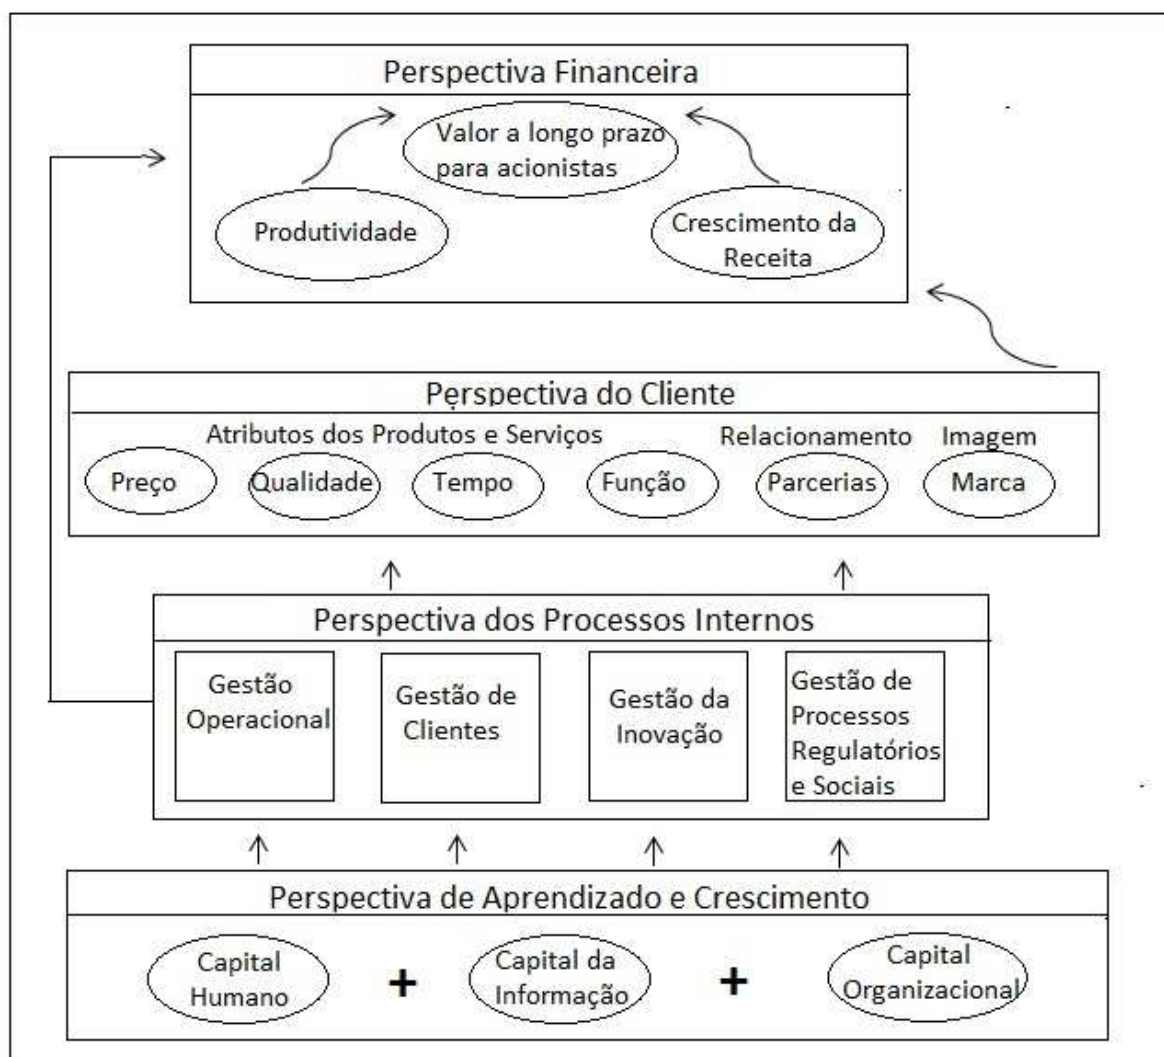 Perspectiva Financeira
Valor a longo prazo
para acionistas
Produtividade
Crescimento da
Receita
Perspectiva do Cliente
Atributos dos Produtos e Serviços
Relacionamento
Imagem
Preço
Qualidade
Tempo
Função
Parcerias
Marca
Perspectiva dos Processos Internos
Gestão
Operacional
Gestão de
Clientes
Gestão da
Inovação
Gestão de
Processos
Regulatórios
e Sociais
Perspectiva de Aprendizado e Crescimento
Capital
Humano
+
Capital da
Informação
+
Capital
Organizacional